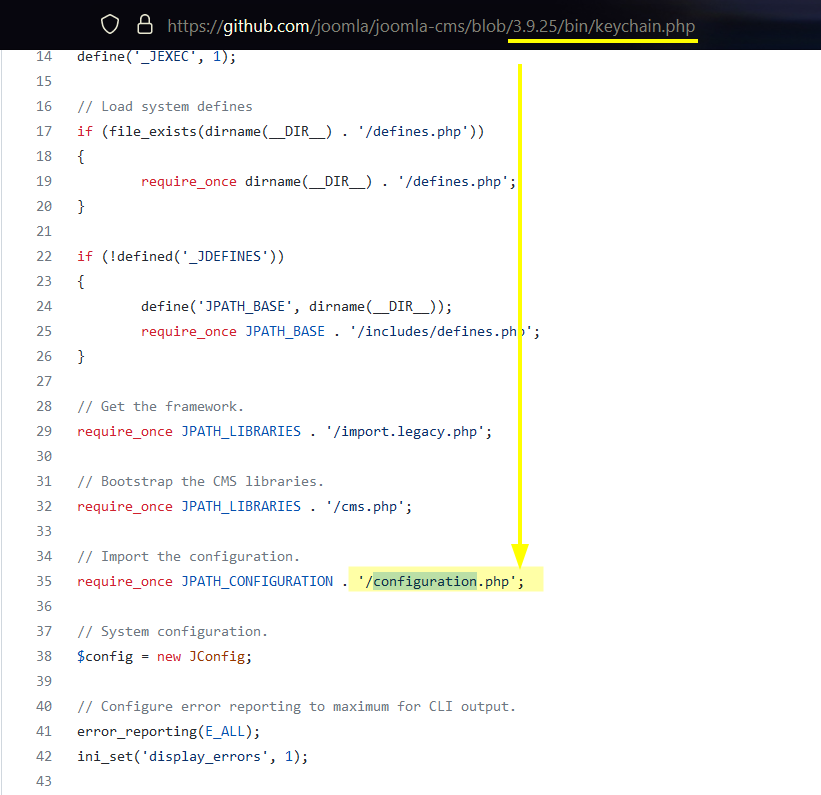 https://github.com/joomla/joomla-cms/blob/3.9.25/bin/keychain.php
14 define('_JEXEC', 1);
15
16 // Load system defines
17 if (file_exists(dirname(__DIR__) . '/defines.php'))
18 {
19 require_once dirname(__DIR__) . '/defines.php';
20 }
21
22 if (!defined('_JDEFINES'))
23 {
24 define('JPATH_BASE', dirname(__DIR__));
25 require_once JPATH_BASE . '/includes/defines.php';
26 }
27
28 // Get the framework.
29 require_once JPATH_LIBRARIES . '/import.legacy.php';
30
31 // Bootstrap the CMS libraries.
32 require_once JPATH_LIBRARIES . '/cms.php';
33
34 // Import the configuration.
35 require_once JPATH_CONFIGURATION . '/configuration.php';
36
37 // System configuration.
38 $config = new JConfig;
39
40 // Configure error reporting to maximum for CLI output.
41 error_reporting(E_ALL);
42 ini_set('display_errors', 1);
43